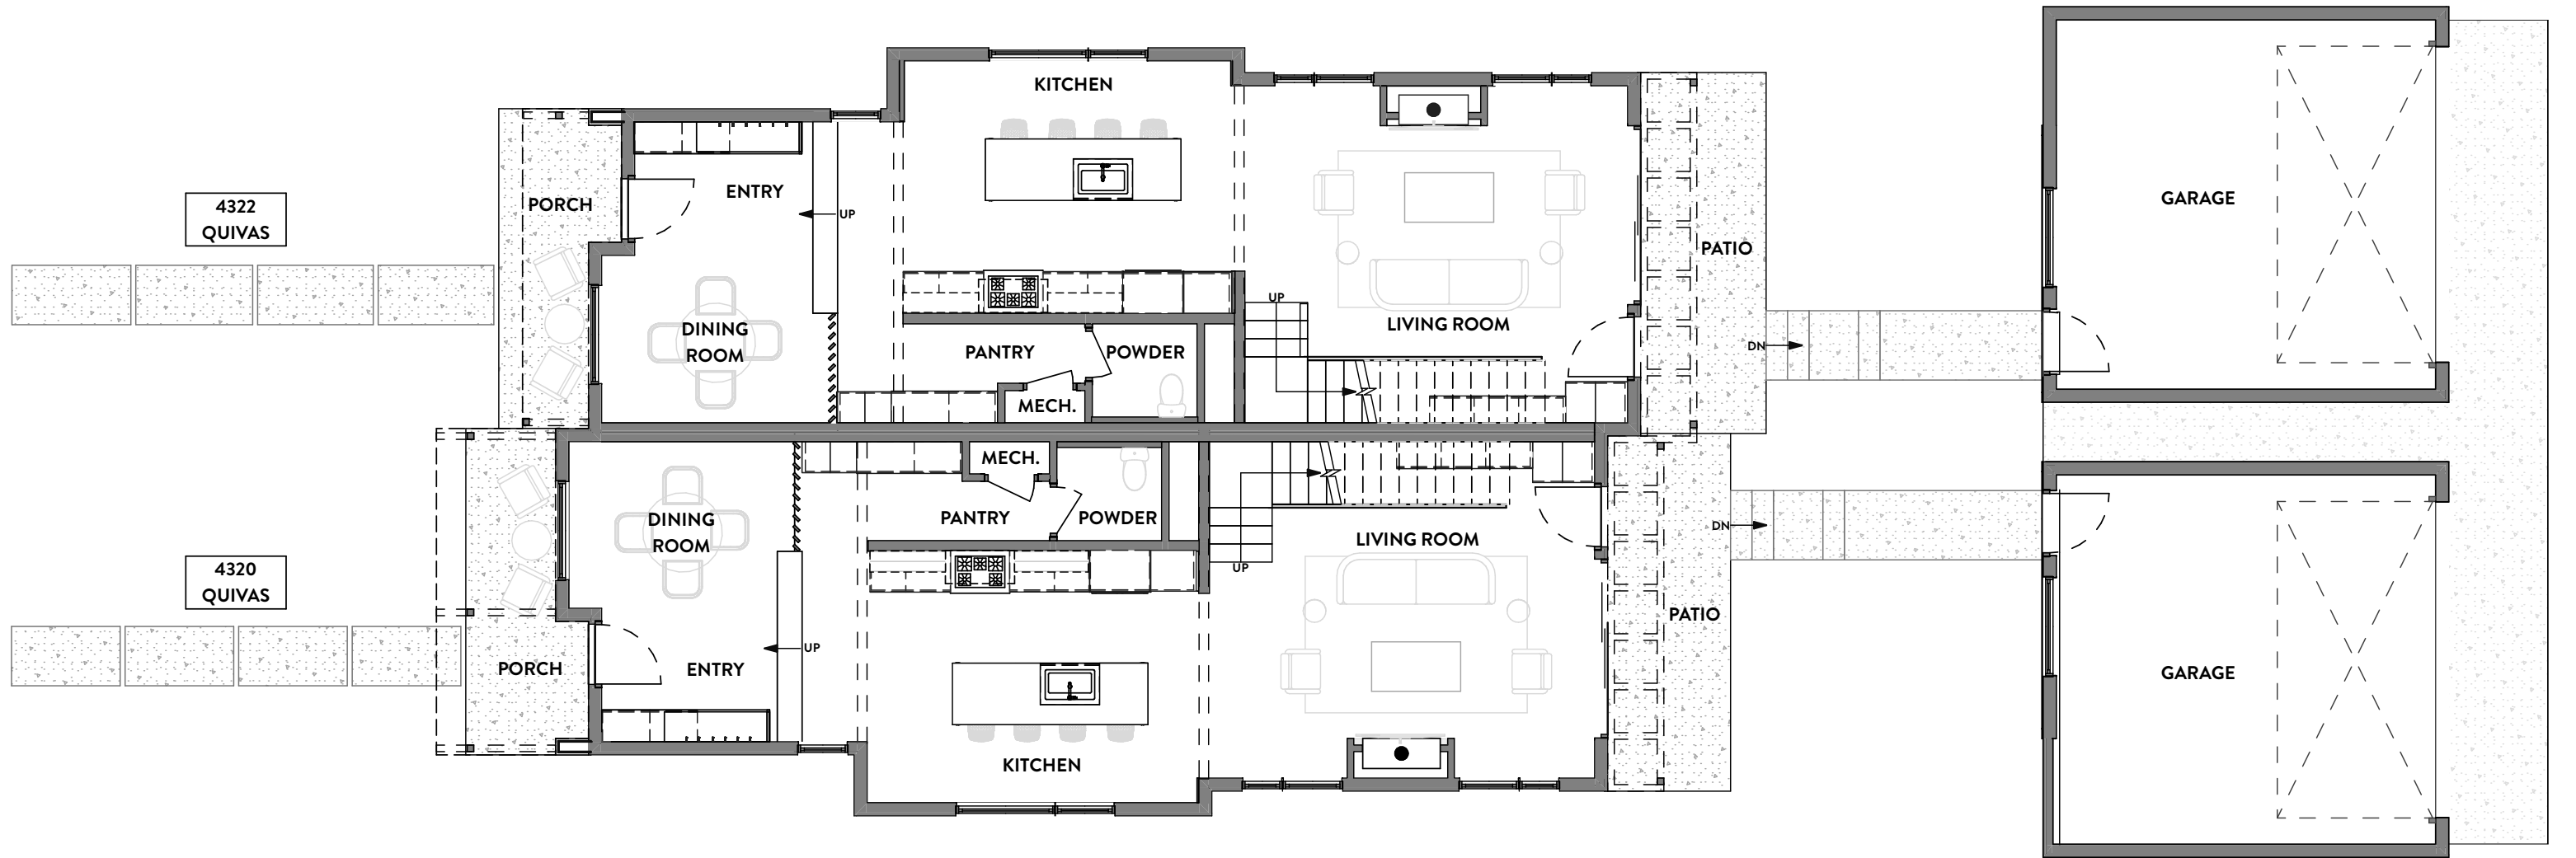 KITCHEN
GARAGE
4322
QUIVAS
PORCH
ENTRY
UP
PATIO
UP
DINING
ROOM
LIVING ROOM
PANTRY
POWDER
DN
MECH.
MECH.
DINING
ROOM
PANTRY
POWDER
DN
LIVING ROOM
UP
4320
QUIVAS
PATIO
PORCH
ENTRY
UP
GARAGE
KITCHEN